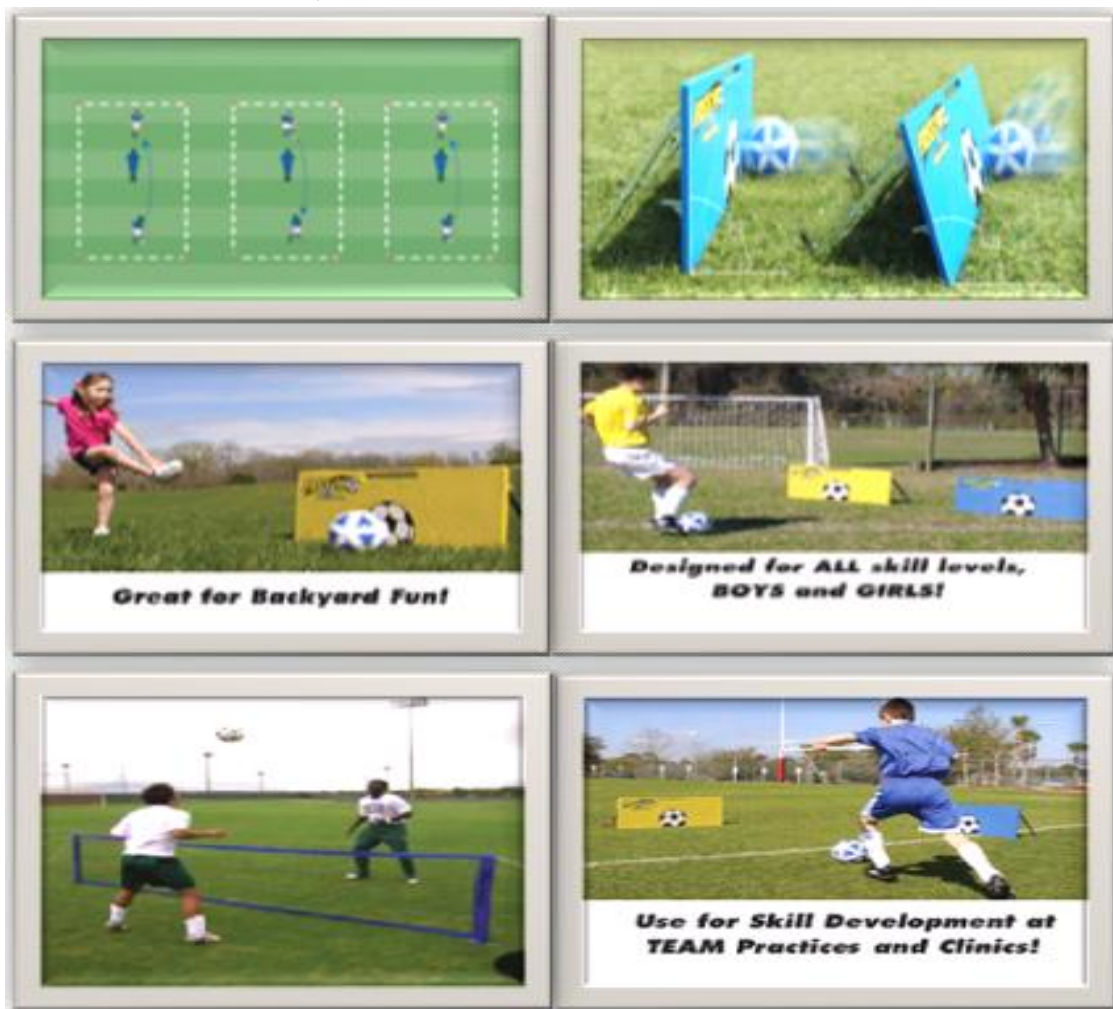 Great for Backyard Fun!
Designed for ALL skill levels,
BOYS and GIRLS!
Use for Skill Development at
TEAM Practices and Clinics!